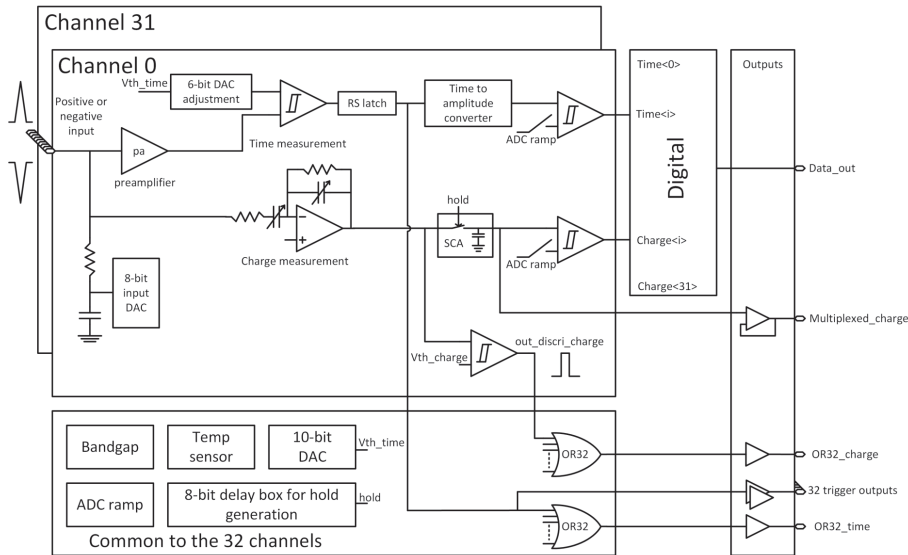 Channel 31
Channel 0
Vth_time
6-bit DAC
adjustment
Positive or
negative
input
pa
preamplifier
Time measurement
RS latch
Time to
amplitude
converter
ADC ramp
Charge measurement
hold
SCA
ADC ramp
8-bit
input
DAC
Vth_charge
out_discri_charge
Time<0>
Time<i>
Digital
Charge<i>
Charge<31>
Outputs
Data_out
Multiplexed_charge
Bandgap
Temp
sensor
10-bit
DAC
Vth_time
ADC ramp
8-bit delay box for hold
generation
hold
Common to the 32 channels
OR32
OR32
OR32_charge
32 trigger outputs
OR32_time